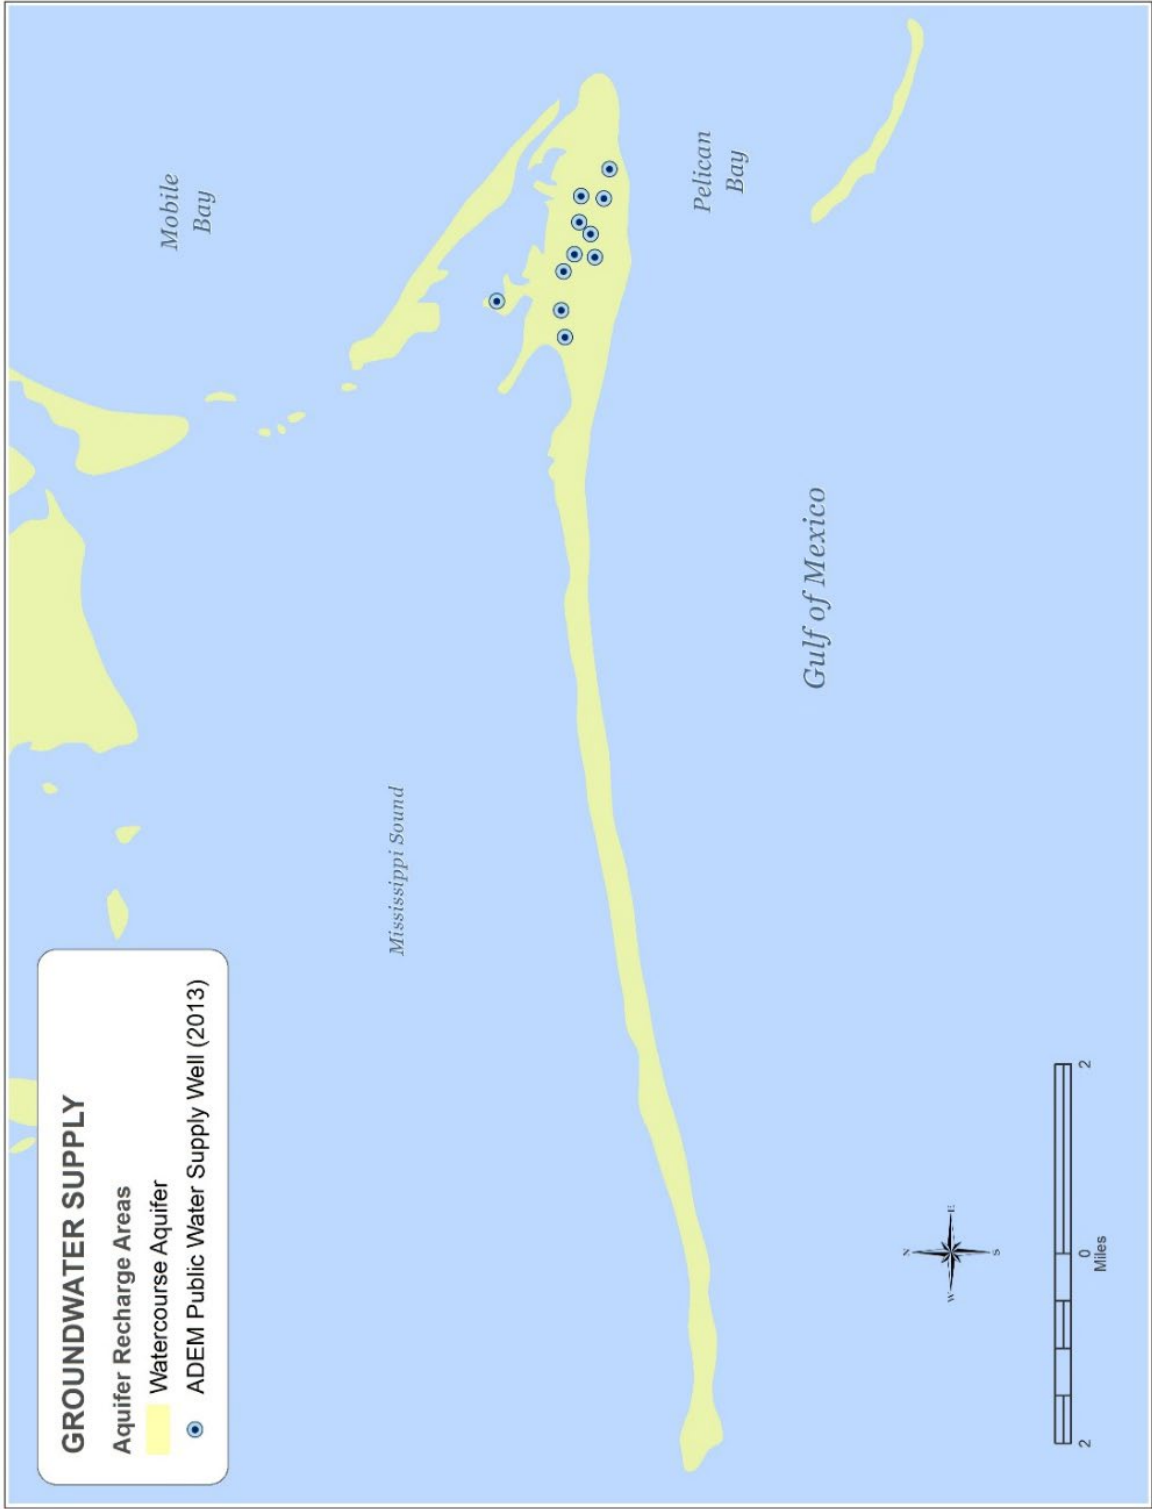 GROUNDWATER SUPPLY
Aquifer Recharge Areas
Watercourse Aquifer
ADEM Public Water Supply Well (2013)
Mobile
Bay
Mississippi Sound
Pelican
Bay
Gulf of Mexico
N
W
E
S
2
0
2
Miles